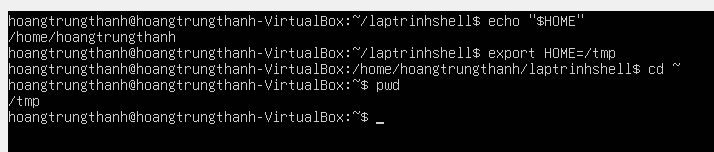 hoangtrungthanh@hoangtrungthanh-VirtualBox:~/laptrinhshell$ echo "$HOME"
/home/hoangtrungthanh
hoangtrungthanh@hoangtrungthanh-VirtualBox:~/laptrinhshell$ export HOME=/tmp
hoangtrungthanh@hoangtrungthanh-VirtualBox:/home/hoangtrungthanh/laptrinhshell$ cd ~
hoangtrungthanh@hoangtrungthanh-VirtualBox:~$ pwd
/tmp
hoangtrungthanh@hoangtrungthanh-VirtualBox:~$ _